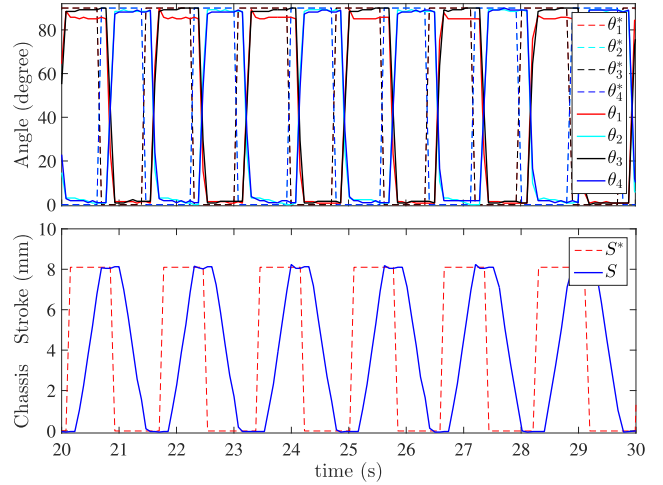 Angle (degree)
80
60
40
20
0
θ₁*
θ₂*
θ₃*
θ₄*
θ₁
θ₂
θ₃
θ₄
Chassis Stroke (mm)
10
8
6
4
2
0
S*
S
20 21 22 23 24 25 26 27 28 29 30
time (s)